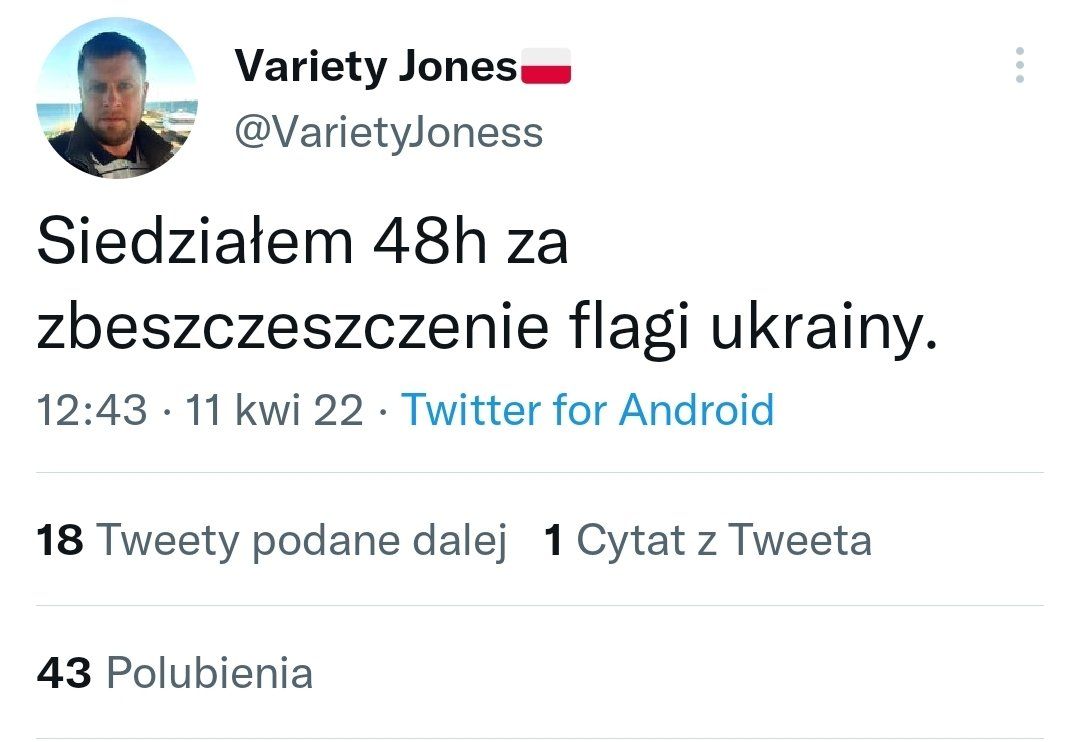 Variety Jones🇵🇱
@VarietyJoness
Siedziałem 48h za
zbeszczeszczenie flagi ukrainy.
12:43 · 11 kwi 22 · Twitter for Android
18 Tweety podane dalej 1 Cytat z Tweeta
43 Polubienia